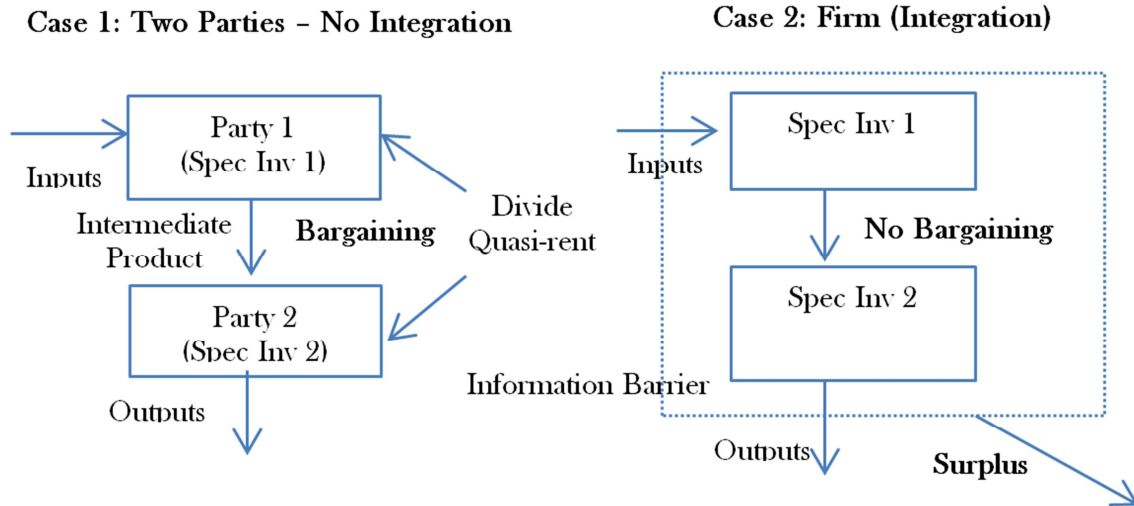 Case 1: Two Parties – No Integration
Party 1
(Spec Inv 1)
Inputs
Intermediate
Product
Bargaining
Divide
Quasi-rent
Party 2
(Spec Inv 2)
Outputs
Case 2: Firm (Integration)
Spec Inv 1
Inputs
No Bargaining
Spec Inv 2
Information Barrier
Outputs
Surplus